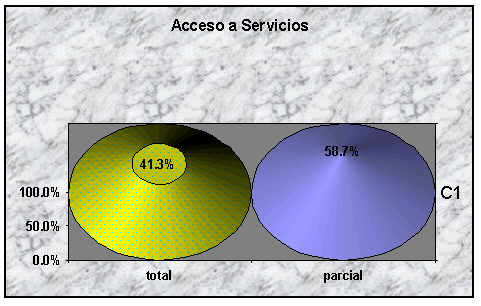 Acceso a Servicios
41.3%
58.7%
100.0%
50.0%
0.0%
C1
total
parcial